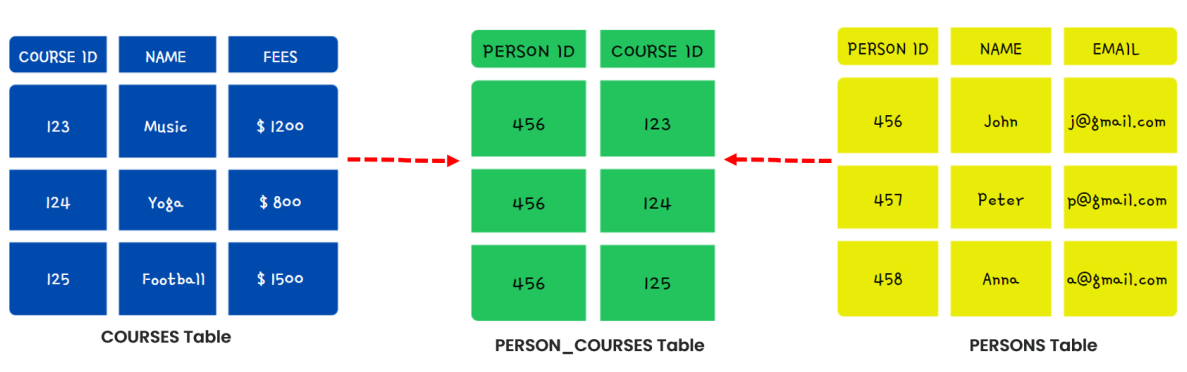 COURSE ID NAME FEES
123 Music $ 1200
124 Yoga $ 800
125 Football $ 1500
COURSES Table
PERSON ID COURSE ID
456 123
456 124
456 125
PERSON_COURSES Table
PERSON ID NAME EMAIL
456 John j@gmail.com
457 Peter p@gmail.com
458 Anna a@gmail.com
PERSONS Table